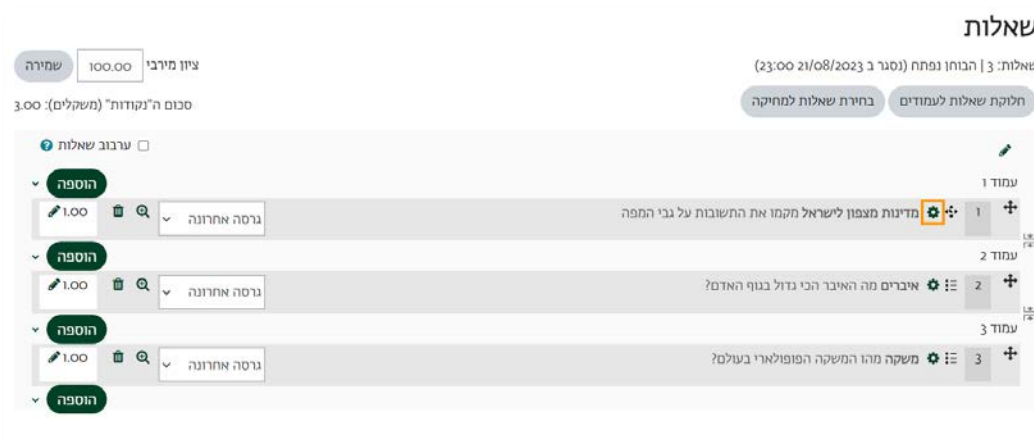 שאלות
שאלות: 3 | הבוחן נפתח (נסגר ב 21/08/2023 23:00)
ציון מירבי 100.00 שמירה
חלוקת שאלות לעמודים בחירת שאלות למחיקה
סכום ה"נקודות" (משקלים): 3.00
ערבוב שאלות
עמוד 1
הוספה
1 מדינות מצפון לישראל מקמו את התשובות על גבי המפה גרסה אחרונה 1.00
עמוד 2
הוספה
2 איברים מה האיבר הכי גדול בגוף האדם? גרסה אחרונה 1.00
עמוד 3
הוספה
3 משקה מהו המשקה הפופולארי בעולם? גרסה אחרונה 1.00
הוספה